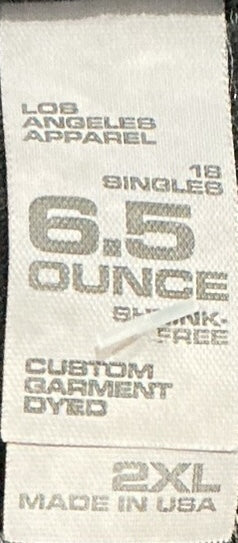 LOS
ANGELES
APPAREL
18
SINGLES
6.5
OUNCE
SHRINK-
FREE
CUSTOM
GARMENT
DYED
2XL
MADE IN USA